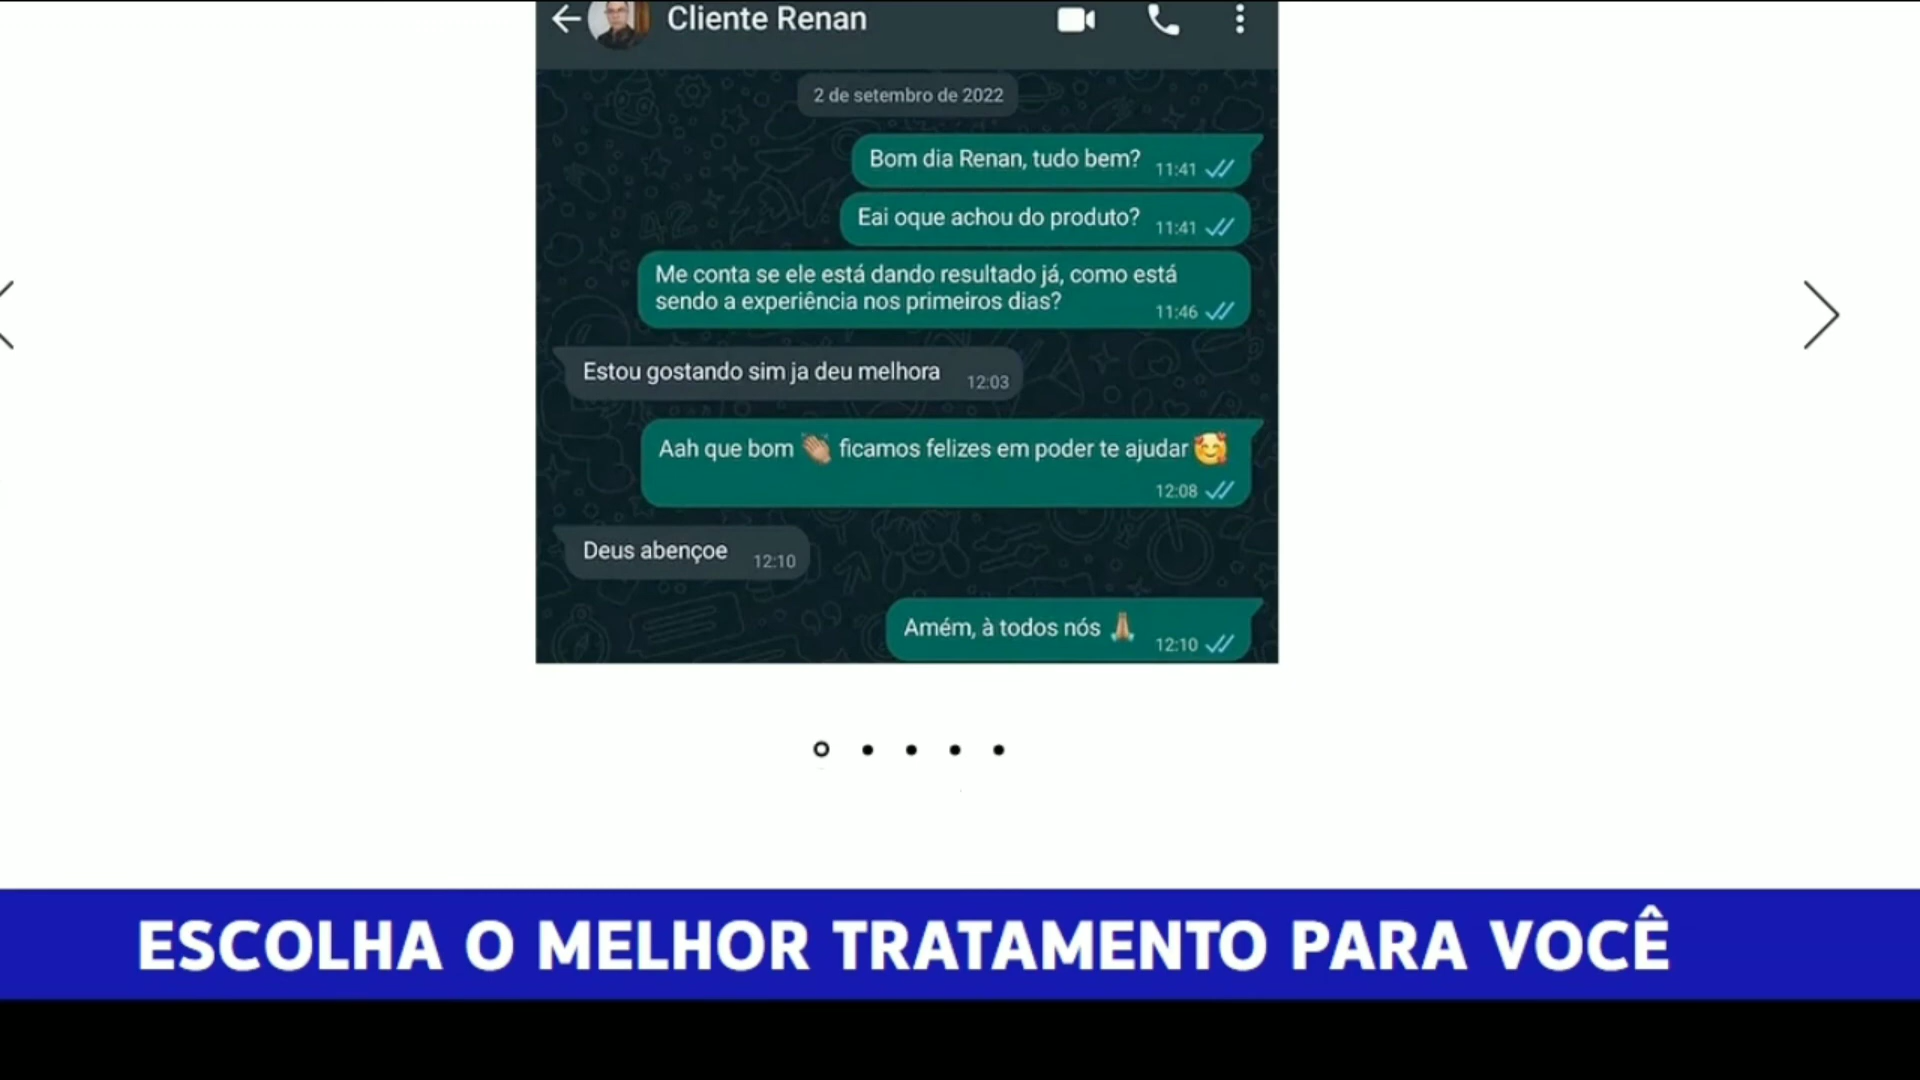 Cliente Renan
2 de setembro de 2022
Bom dia Renan, tudo bem? 11:41
Eai oque achou do produto? 11:41
Me conta se ele está dando resultado já, como está
sendo a experiência nos primeiros dias? 11:46
Estou gostando sim ja deu melhora 12:03
Aah que bom 👏🏽 ficamos felizes em poder te ajudar 🥰
12:08
Deus abençoe 12:10
Amém, à todos nós 🙏🏽 12:10
ESCOLHA O MELHOR TRATAMENTO PARA VOCÊ